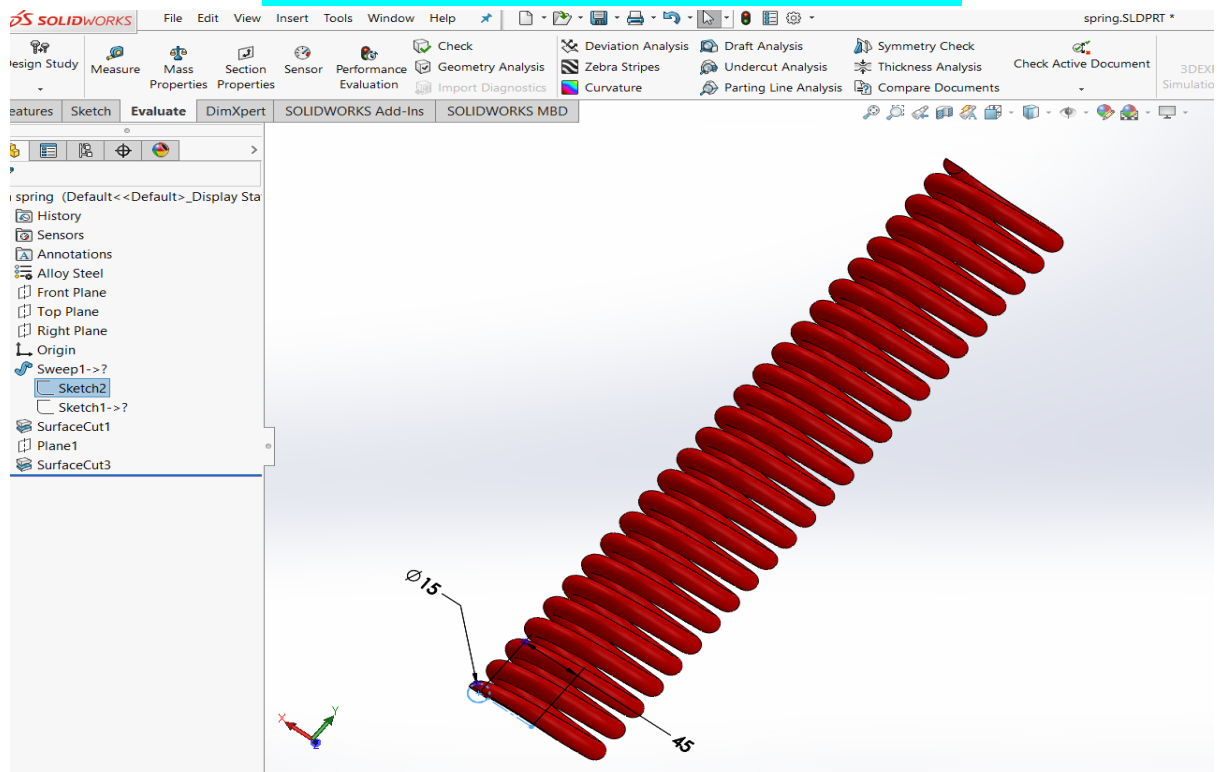 SOLIDWORKS File Edit View Insert Tools Window Help spring.SLDPRT *
Design Study Measure Mass Properties Section Properties Sensor Performance Evaluation
Check Deviation Analysis Draft Analysis Symmetry Check
Geometry Analysis Zebra Stripes Undercut Analysis Thickness Analysis Check Active Document
Import Diagnostics Curvature Parting Line Analysis Compare Documents
eatures Sketch Evaluate DimXpert SOLIDWORKS Add-Ins SOLIDWORKS MBD
spring (Default<<Default>_Display Sta
History
Sensors
Annotations
Alloy Steel
Front Plane
Top Plane
Right Plane
Origin
Sweep1->?
Sketch2
Sketch1->?
SurfaceCut1
Plane1
SurfaceCut3
Ø15
45
X
Y
Z